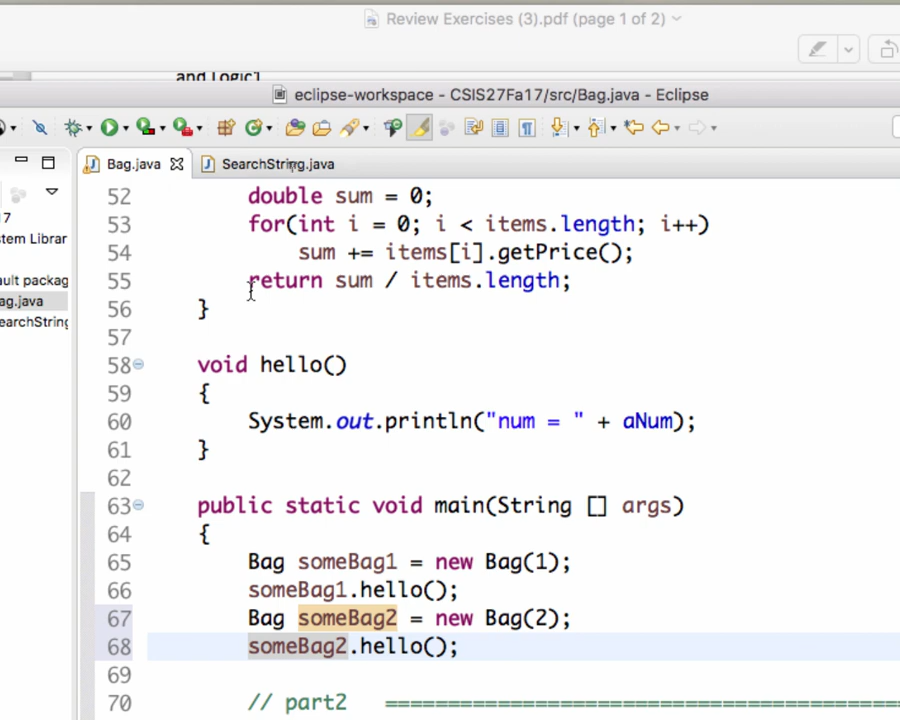 Review Exercises (3).pdf (page 1 of 2)
and Logic]
eclipse-workspace - CSIS27Fa17/src/Bag.java - Eclipse
Bag.java
SearchString.java
17
stem Librar
ault packag
ag.java
earchString
52 double sum = 0;
53 for(int i = 0; i < items.length; i++)
54 sum += items[i].getPrice();
55 return sum / items.length;
56 }
57
58 void hello()
59 {
60 System.out.println("num = " + aNum);
61 }
62
63 public static void main(String [] args)
64 {
65 Bag someBag1 = new Bag(1);
66 someBag1.hello();
67 Bag someBag2 = new Bag(2);
68 someBag2.hello();
69
70 // part2 =========================================